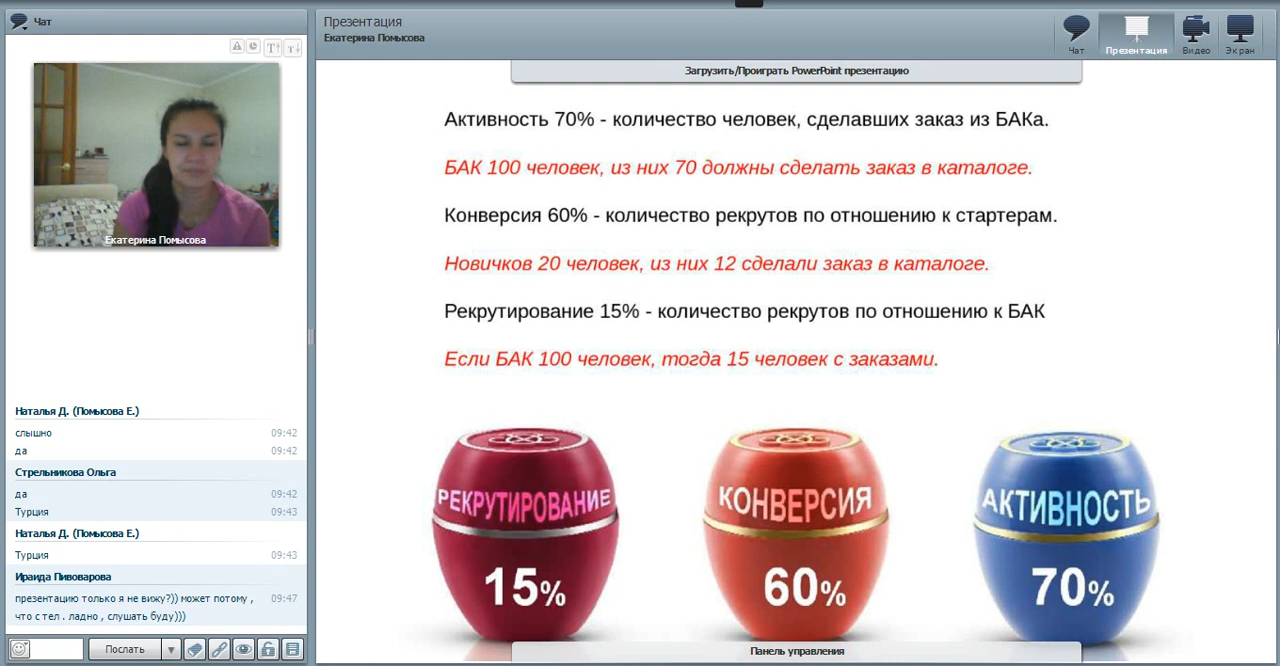 Чат
Екатерина Помысова
Наталья Д. (Помысова Е.)
слышно 09:42
да 09:42
Стрельникова Ольга
да 09:42
Турция 09:43
Наталья Д. (Помысова Е.)
Турция 09:43
Ираида Пивоварова
презентацию только я не вижу?)) может потому , 09:47
что с тел . ладно , слушать буду)))
Послать
Презентация
Екатерина Помысова
Чат
Презентация
Видео
Экран
Загрузить/Проиграть PowerPoint презентацию
Активность 70% - количество человек, сделавших заказ из БАКа.
БАК 100 человек, из них 70 должны сделать заказ в каталоге.
Конверсия 60% - количество рекрутов по отношению к стартерам.
Новичков 20 человек, из них 12 сделали заказ в каталоге.
Рекрутирование 15% - количество рекрутов по отношению к БАК
Если БАК 100 человек, тогда 15 человек с заказами.
РЕКРУТИРОВАНИЕ
15%
КОНВЕРСИЯ
60%
АКТИВНОСТЬ
70%
Панель управления